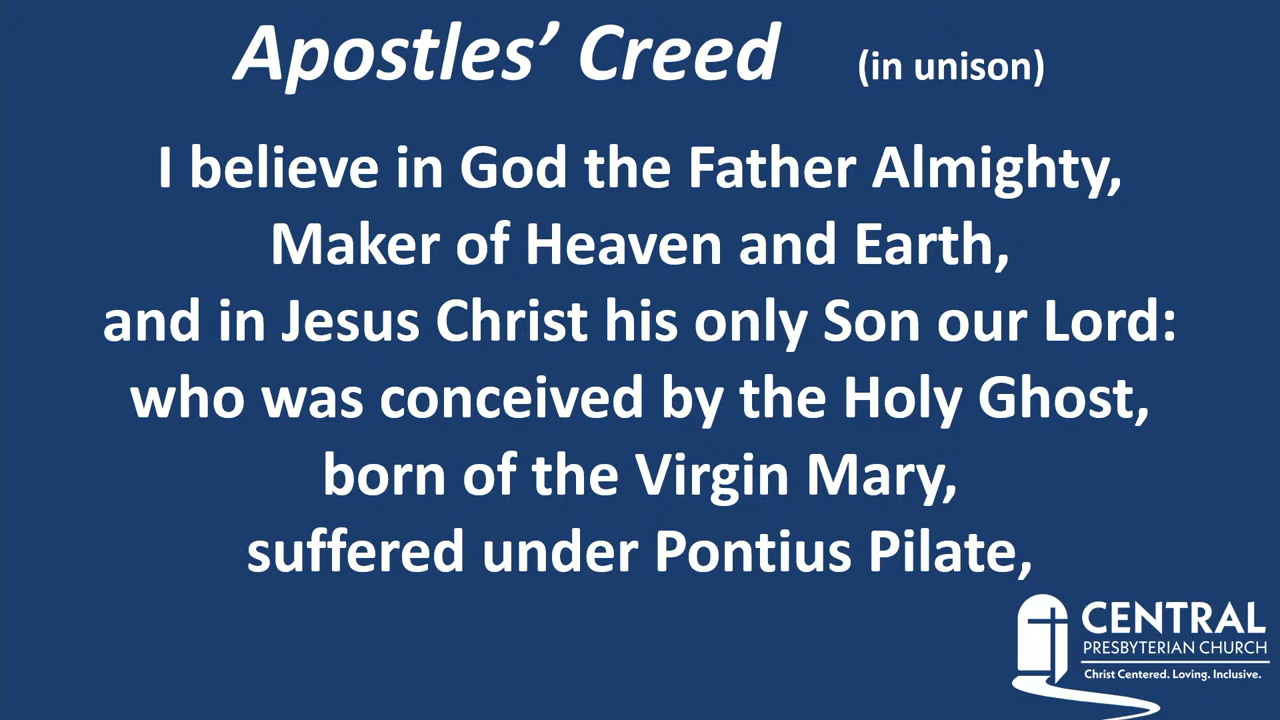 Apostles’ Creed (in unison)
I believe in God the Father Almighty,
Maker of Heaven and Earth,
and in Jesus Christ his only Son our Lord:
who was conceived by the Holy Ghost,
born of the Virgin Mary,
suffered under Pontius Pilate,
CENTRAL
PRESBYTERIAN CHURCH
Christ Centered. Loving. Inclusive.